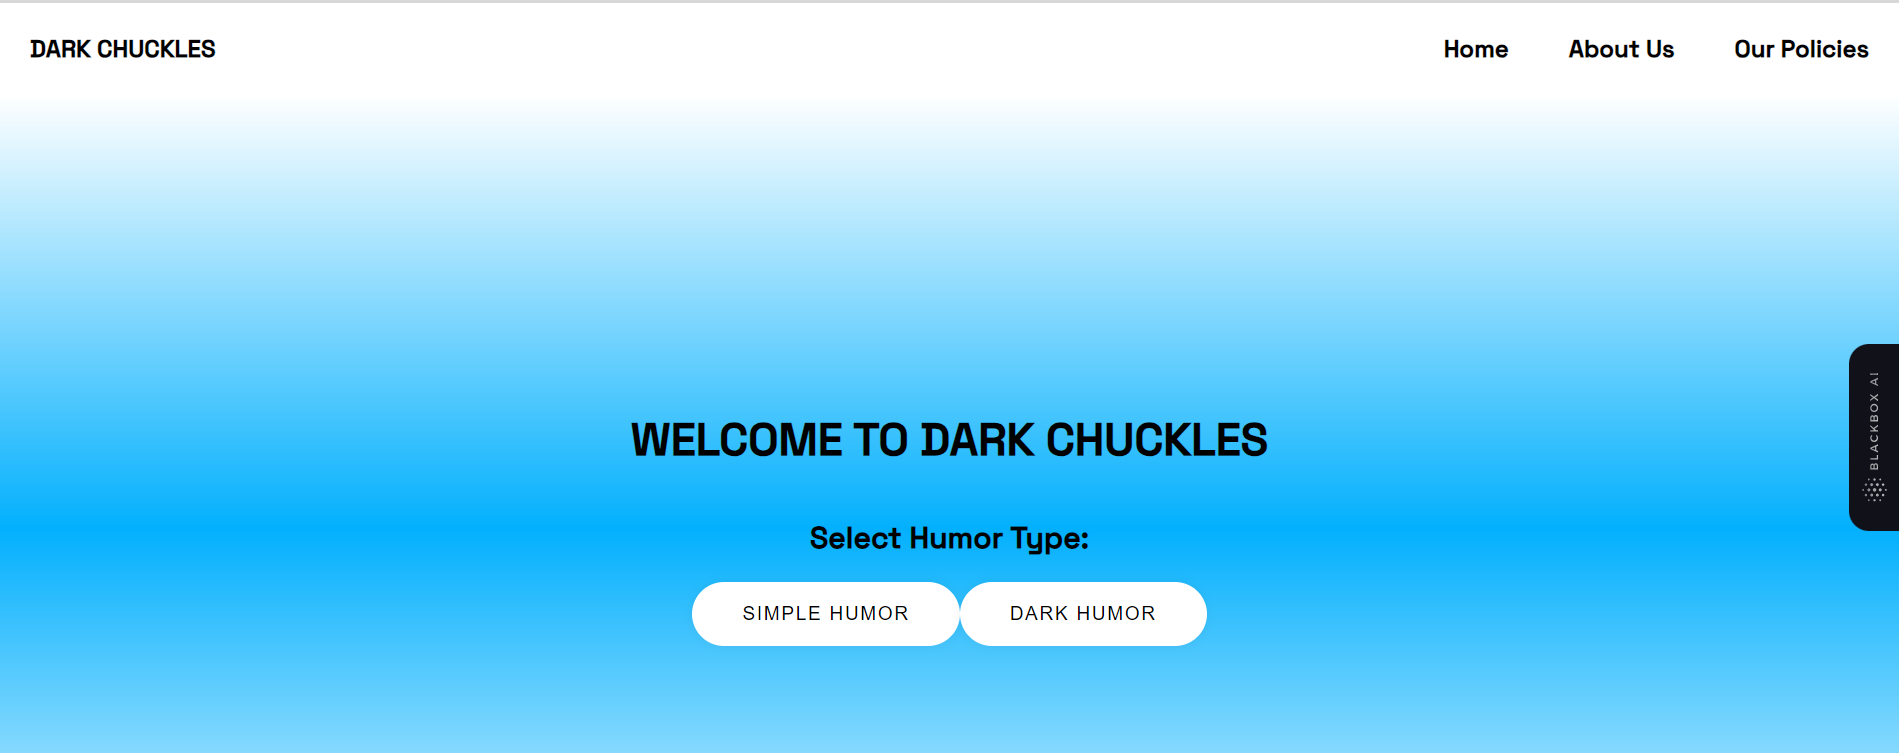 DARK CHUCKLES
Home About Us Our Policies
WELCOME TO DARK CHUCKLES
Select Humor Type:
SIMPLE HUMOR DARK HUMOR
BLACKBOX AI